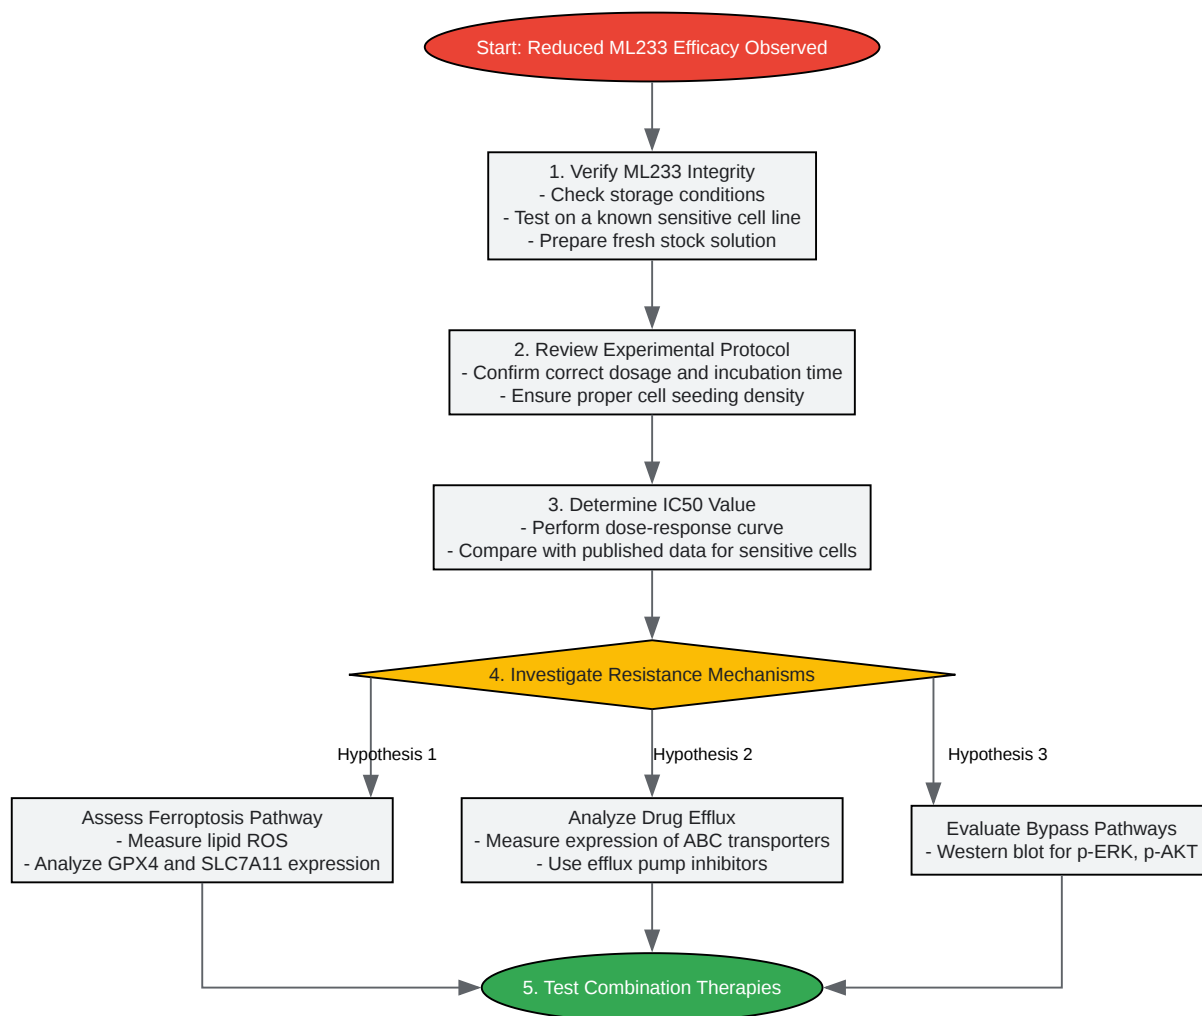 Start: Reduced ML233 Efficacy Observed
1. Verify ML233 Integrity
- Check storage conditions
- Test on a known sensitive cell line
- Prepare fresh stock solution
2. Review Experimental Protocol
- Confirm correct dosage and incubation time
- Ensure proper cell seeding density
3. Determine IC50 Value
- Perform dose-response curve
- Compare with published data for sensitive cells
4. Investigate Resistance Mechanisms
Hypothesis 1
Hypothesis 2
Hypothesis 3
Assess Ferroptosis Pathway
- Measure lipid ROS
- Analyze GPX4 and SLC7A11 expression
Analyze Drug Efflux
- Measure expression of ABC transporters
- Use efflux pump inhibitors
Evaluate Bypass Pathways
- Western blot for p-ERK, p-AKT
5. Test Combination Therapies